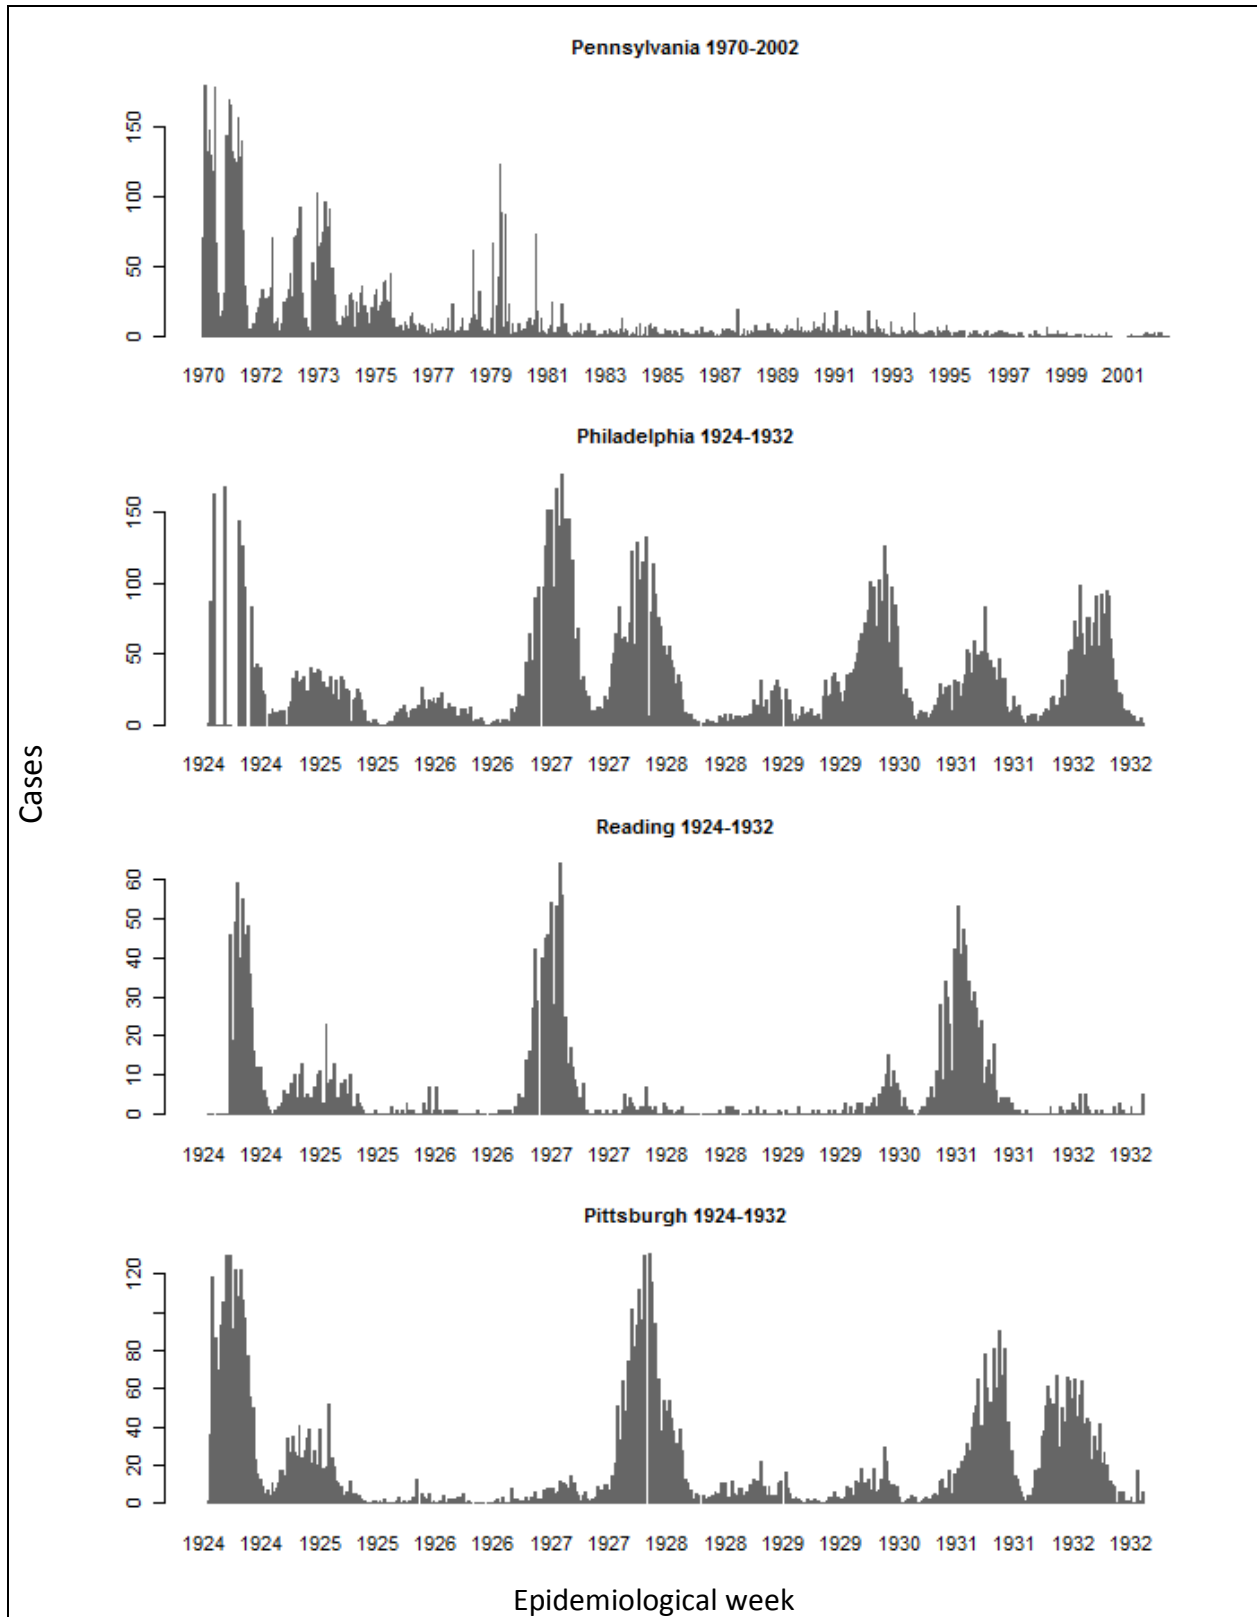 Pennsylvania 1970-2002
150
100
50
0
1970 1972 1973 1975 1977 1979 1981 1983 1985 1987 1989 1991 1993 1995 1997 1999 2001
Philadelphia 1924-1932
150
100
50
0
1924 1924 1925 1925 1926 1926 1927 1927 1928 1928 1929 1929 1930 1931 1931 1932 1932
Cases
Reading 1924-1932
60
50
40
30
20
10
0
1924 1924 1925 1925 1926 1926 1927 1927 1928 1928 1929 1929 1930 1931 1931 1932 1932
Pittsburgh 1924-1932
120
80
60
40
20
0
1924 1924 1925 1925 1926 1926 1927 1927 1928 1928 1929 1929 1930 1931 1931 1932 1932
Epidemiological week